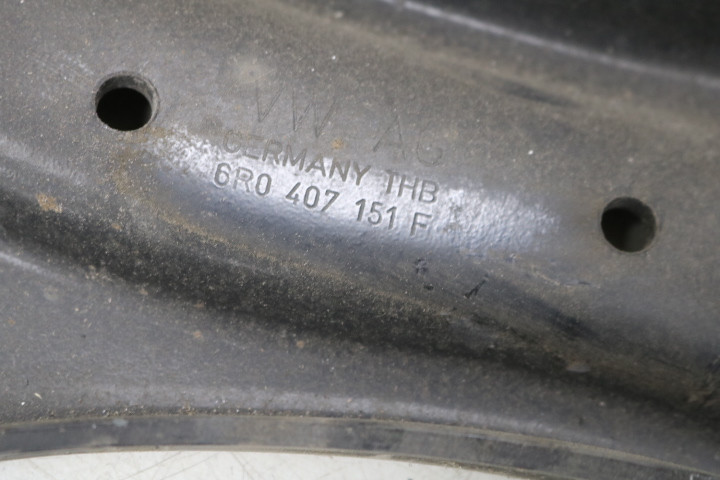 VW AG
GERMANY THB
6R0 407 151 F